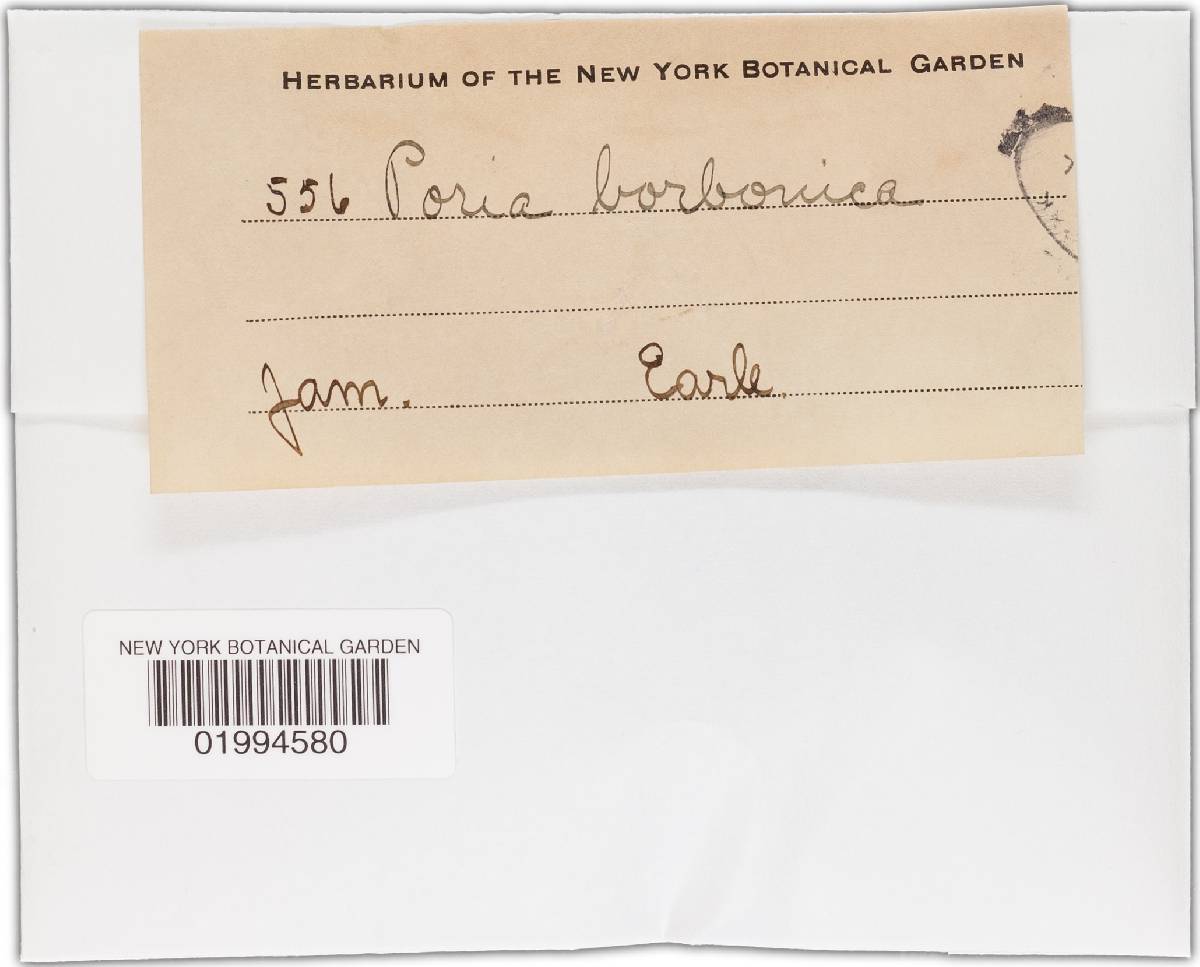 HERBARIUM OF THE NEW YORK BOTANICAL GARDEN
556 Poria borbonica
Jam. Earle.
NEW YORK BOTANICAL GARDEN
01994580